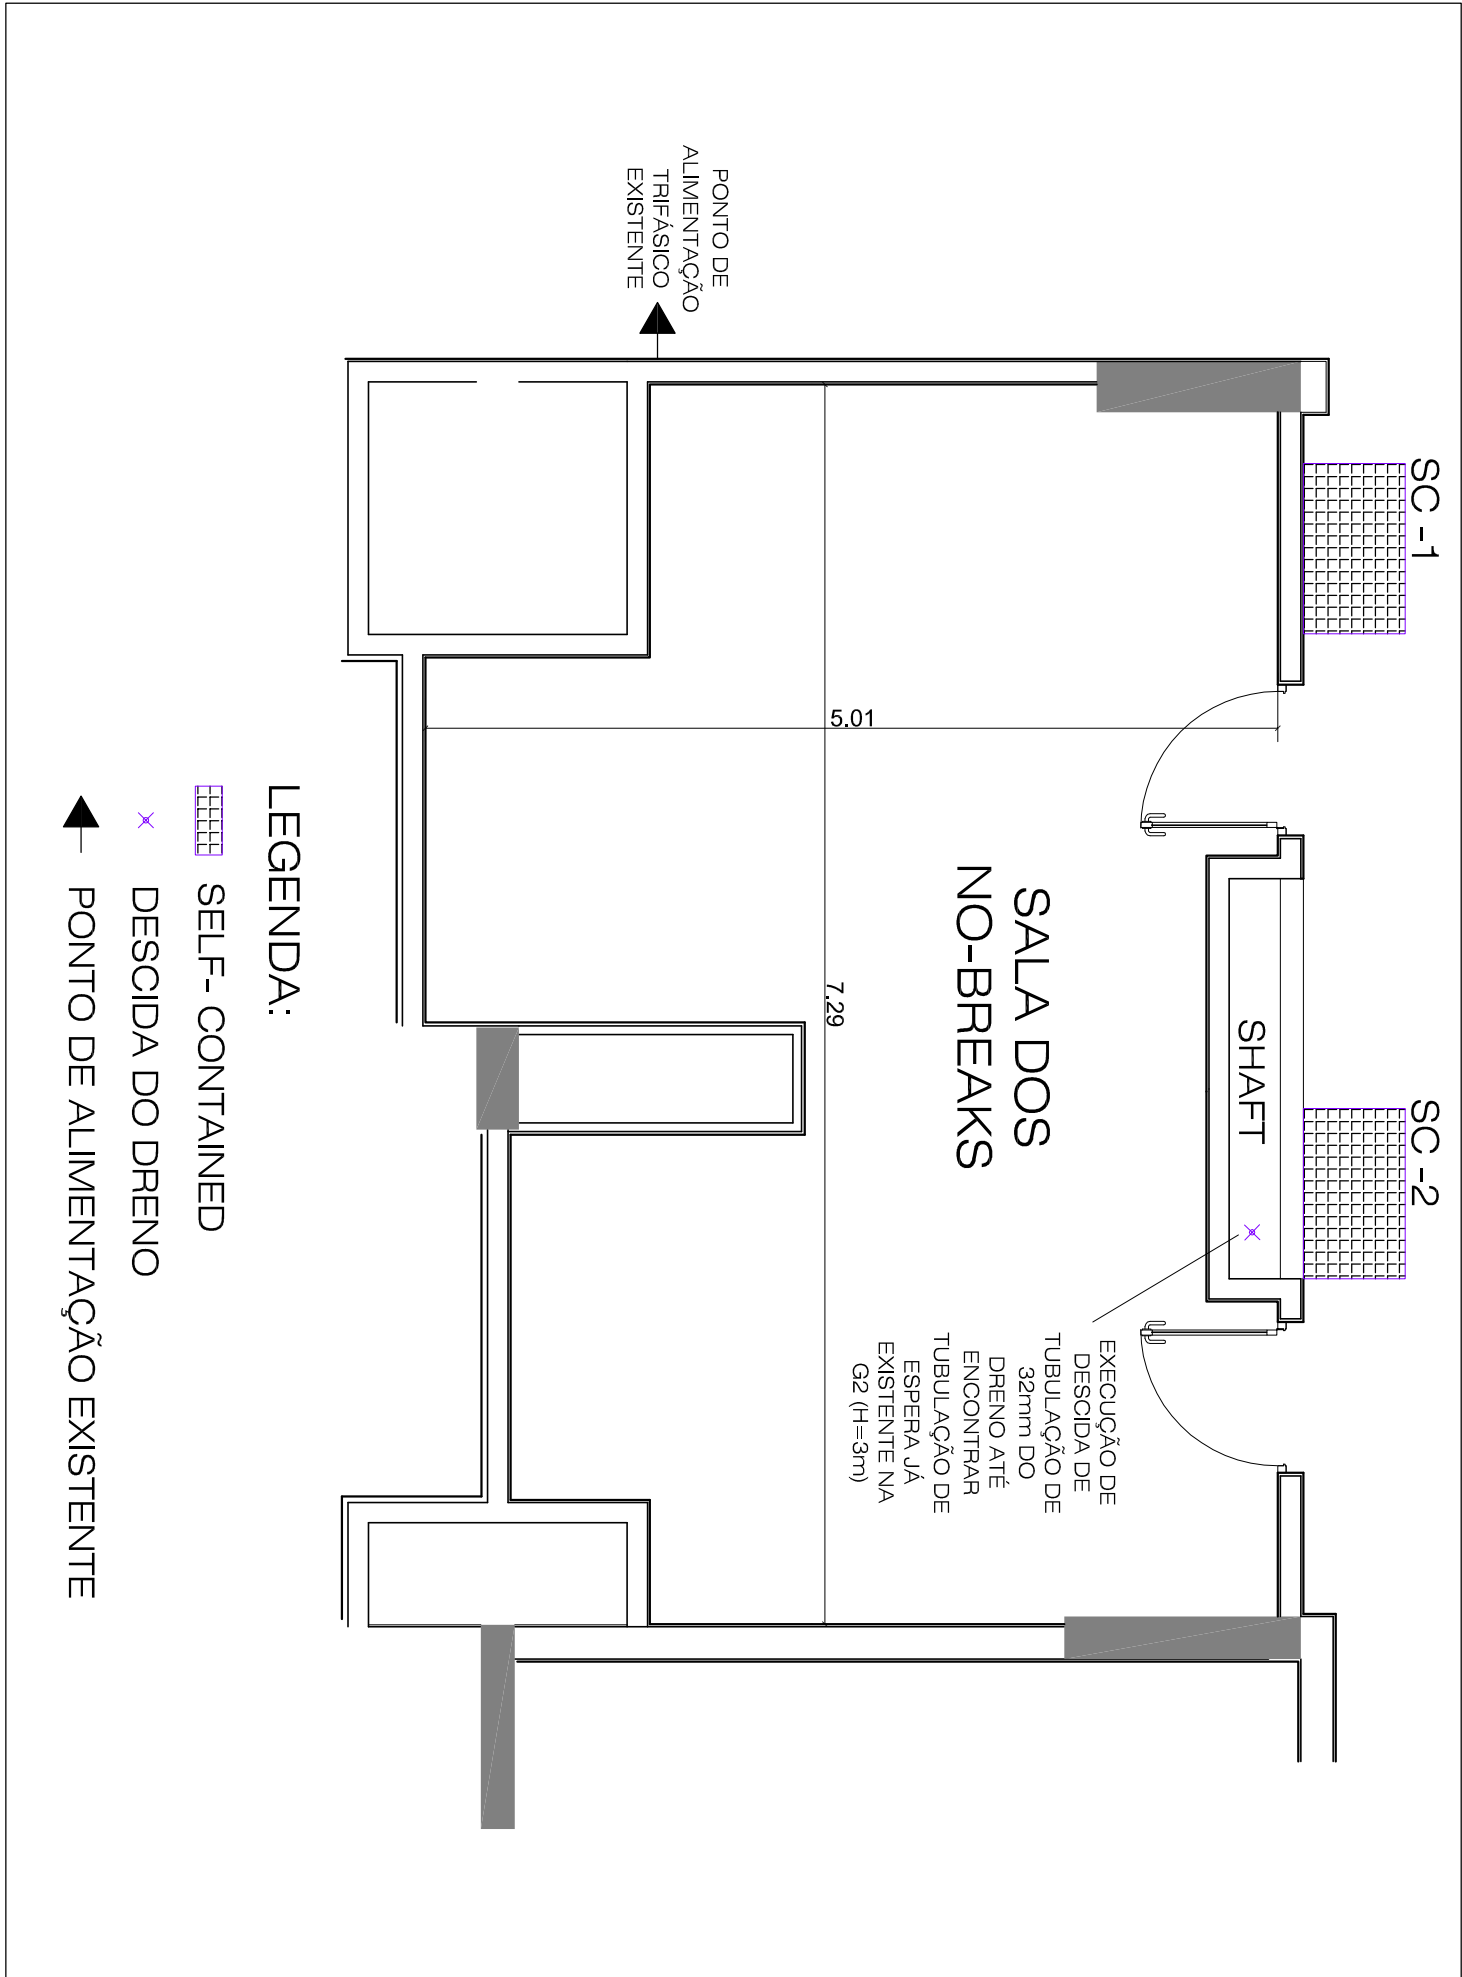 SC -1
SC -2
SHAFT
SALA DOS
NO-BREAKS
5.01
7.29
PONTO DE
ALIMENTAÇÃO
TRIFÁSICO
EXISTENTE
EXECUÇÃO DE
DESCIDA DE
TUBULAÇÃO DE
32mm DO
DRENO ATÉ
ENCONTRAR
TUBULAÇÃO DE
ESPERA JÁ
EXISTENTE NA
G2 (H=3m)
LEGENDA:
SELF- CONTAINED
DESCIDA DO DRENO
PONTO DE ALIMENTAÇÃO EXISTENTE